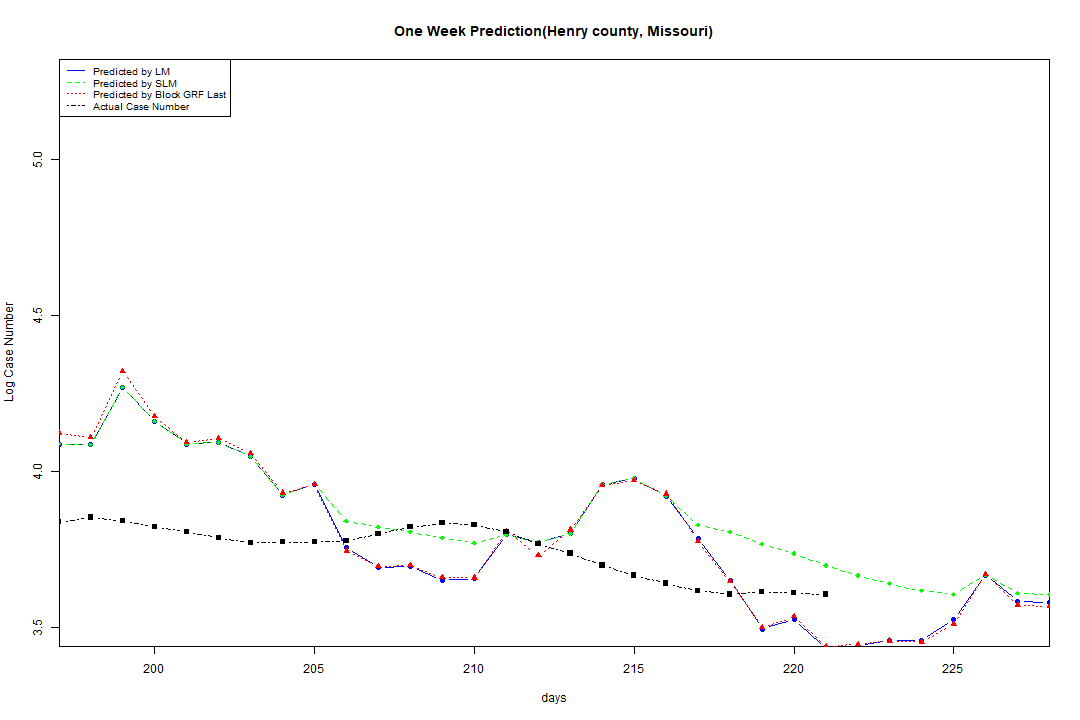 One Week Prediction(Henry county, Missouri)
Predicted by LM
Predicted by SLM
Predicted by Block GRF Last
Actual Case Number
Log Case Number
5.0
4.5
4.0
3.5
200 205 210 215 220 225
days